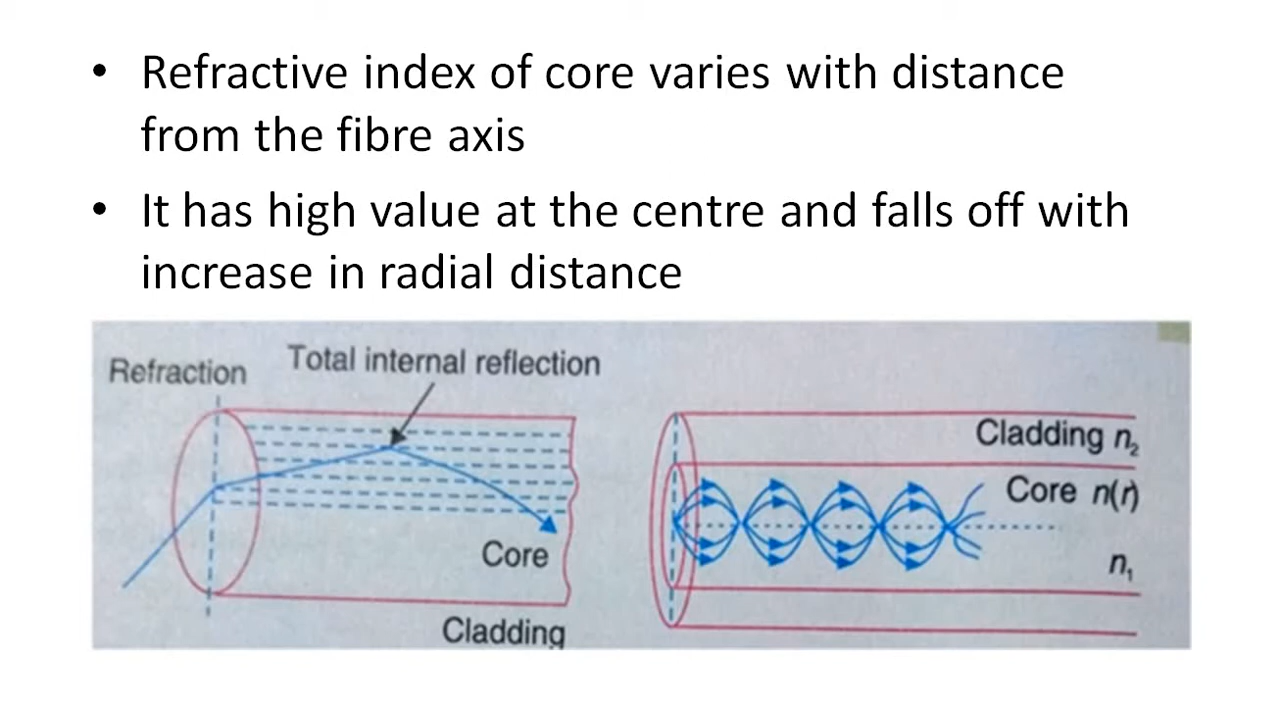 • Refractive index of core varies with distance
from the fibre axis
• It has high value at the centre and falls off with
increase in radial distance
Refraction
Total internal reflection
Core
Cladding
Cladding n₂
Core n(r)
n₁